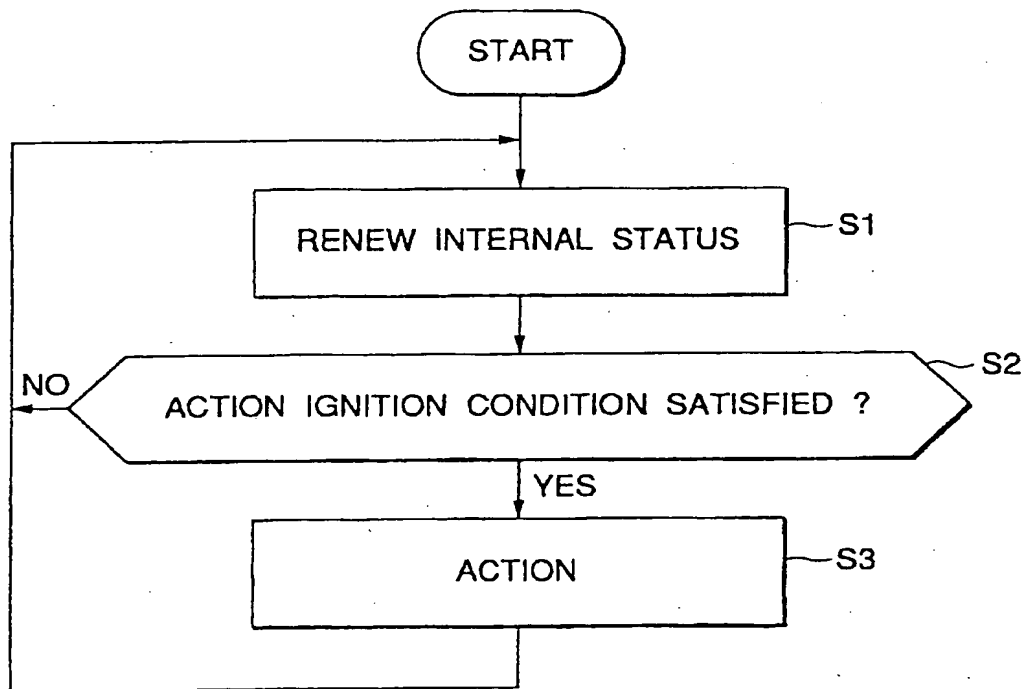 START
RENEW INTERNAL STATUS
S1
ACTION IGNITION CONDITION SATISFIED ?
S2
NO
YES
ACTION
S3